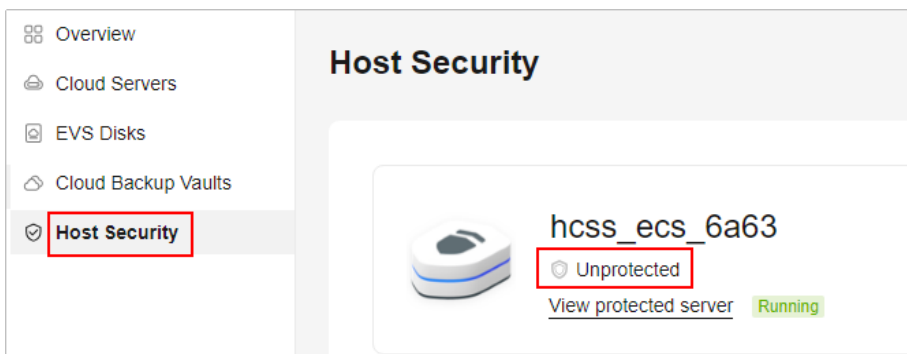 Overview
Cloud Servers
EVS Disks
Cloud Backup Vaults
Host Security
Host Security
hcss_ecs_6a63
Unprotected
View protected server Running